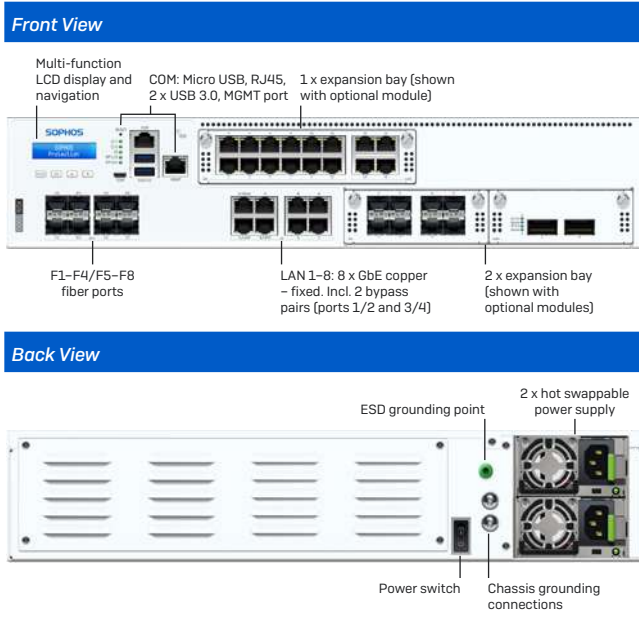 Front View
Multi-function
LCD display and
navigation
COM: Micro USB, RJ45,
2 x USB 3.0, MGMT port
1 x expansion bay (shown
with optional module)
SOPHOS
SOPHOS
Protection
F1–F4/F5–F8
fiber ports
LAN 1–8: 8 x GbE copper
– fixed. Incl. 2 bypass
pairs (ports 1/2 and 3/4)
2 x expansion bay
(shown with
optional modules)
Back View
ESD grounding point
2 x hot swappable
power supply
Power switch
Chassis grounding
connections